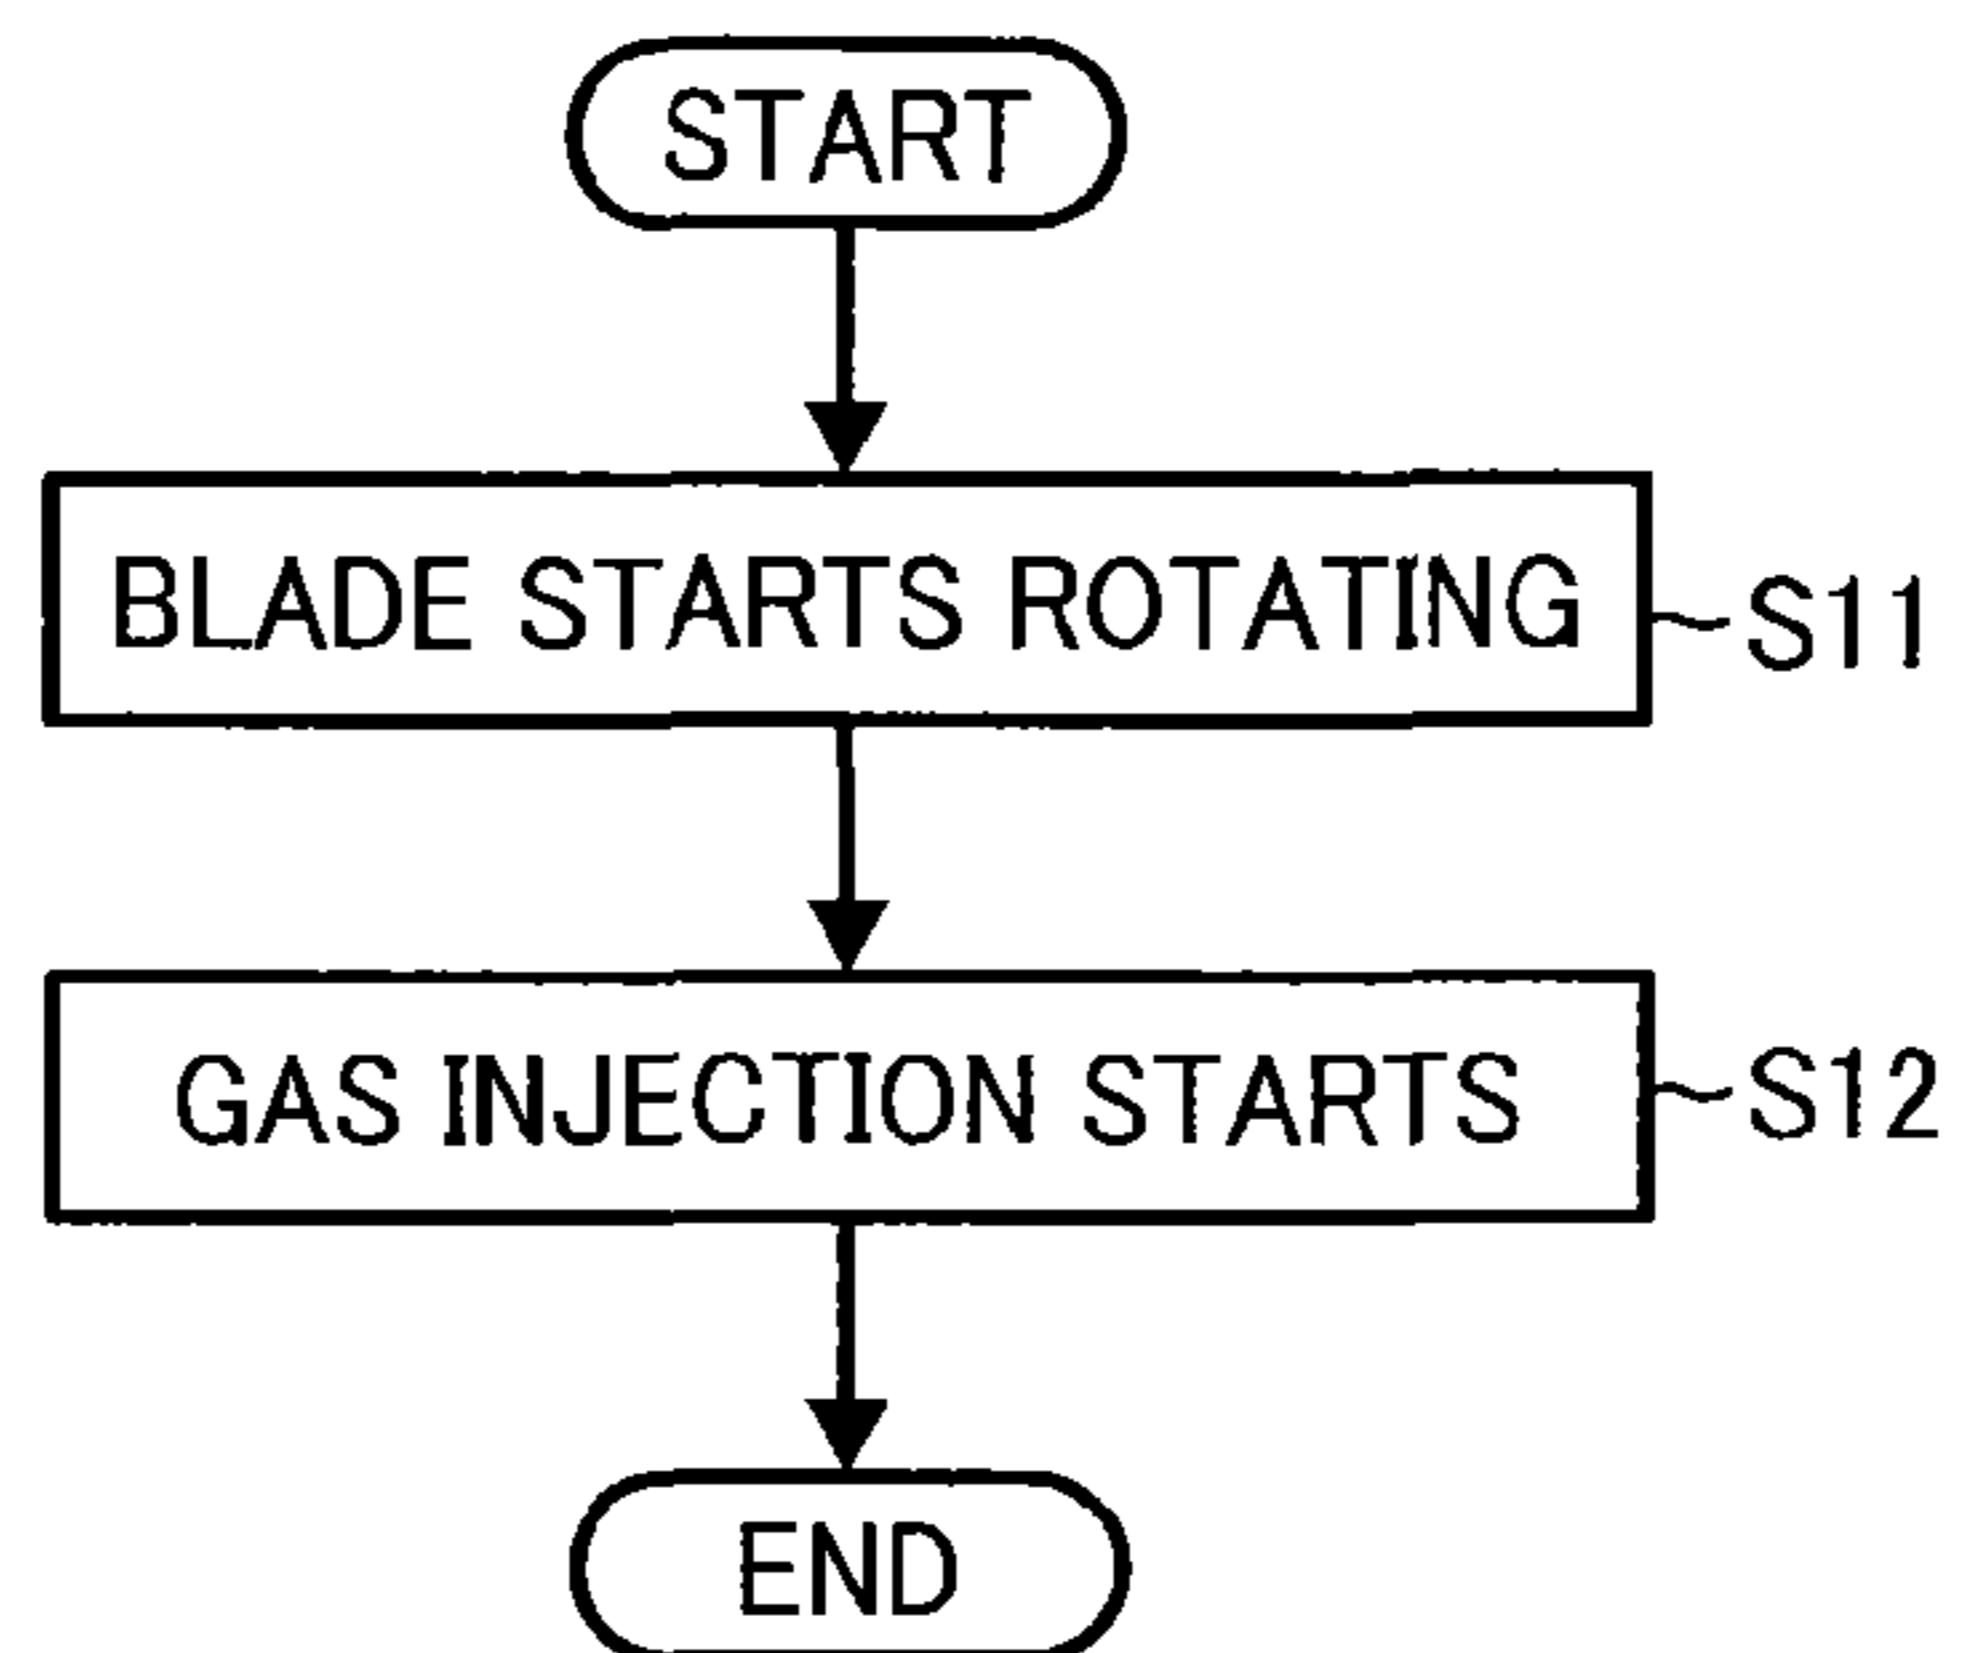 START
BLADE STARTS ROTATING
S11
GAS INJECTION STARTS
S12
END